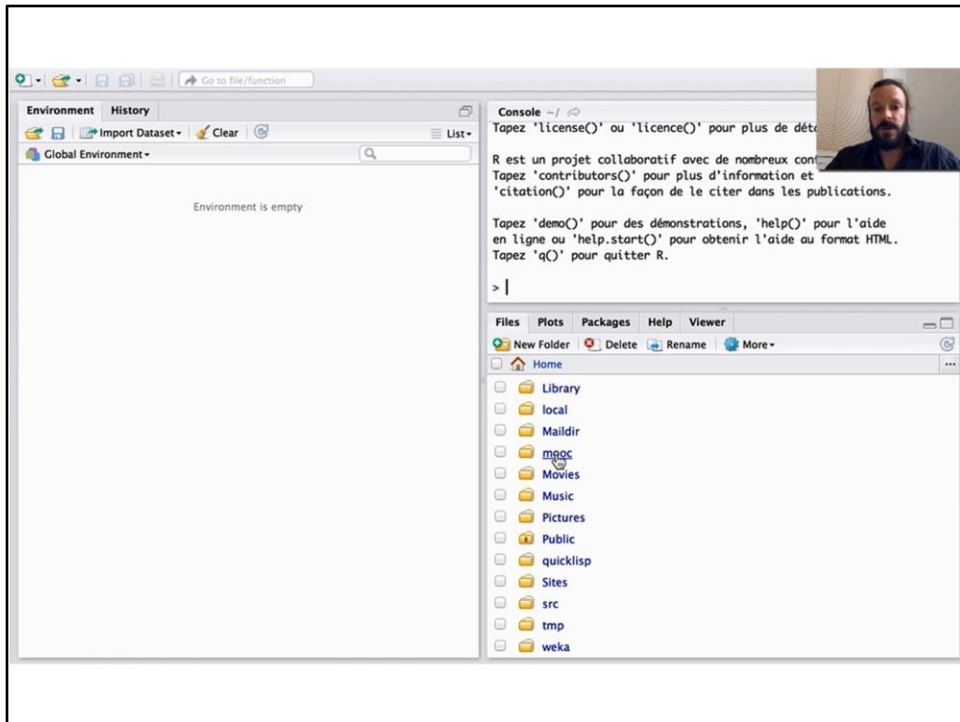 Go to file/function
Environment History
Import Dataset Clear List
Global Environment
Environment is empty
Console ~/
Tapez 'license()' ou 'licence()' pour plus de
R est un projet collaboratif avec de nombreux
Tapez 'contributors()' pour plus d'information et
'citation()' pour la façon de le citer dans les publications.
Tapez 'demo()' pour des démonstrations, 'help()' pour l'aide
en ligne ou 'help.start()' pour obtenir l'aide au format HTML.
Tapez 'q()' pour quitter R.
>
Files Plots Packages Help Viewer
New Folder Delete Rename More
Home ...
Library
local
Maildir
mooc
Movies
Music
Pictures
Public
quicklisp
Sites
src
tmp
weka